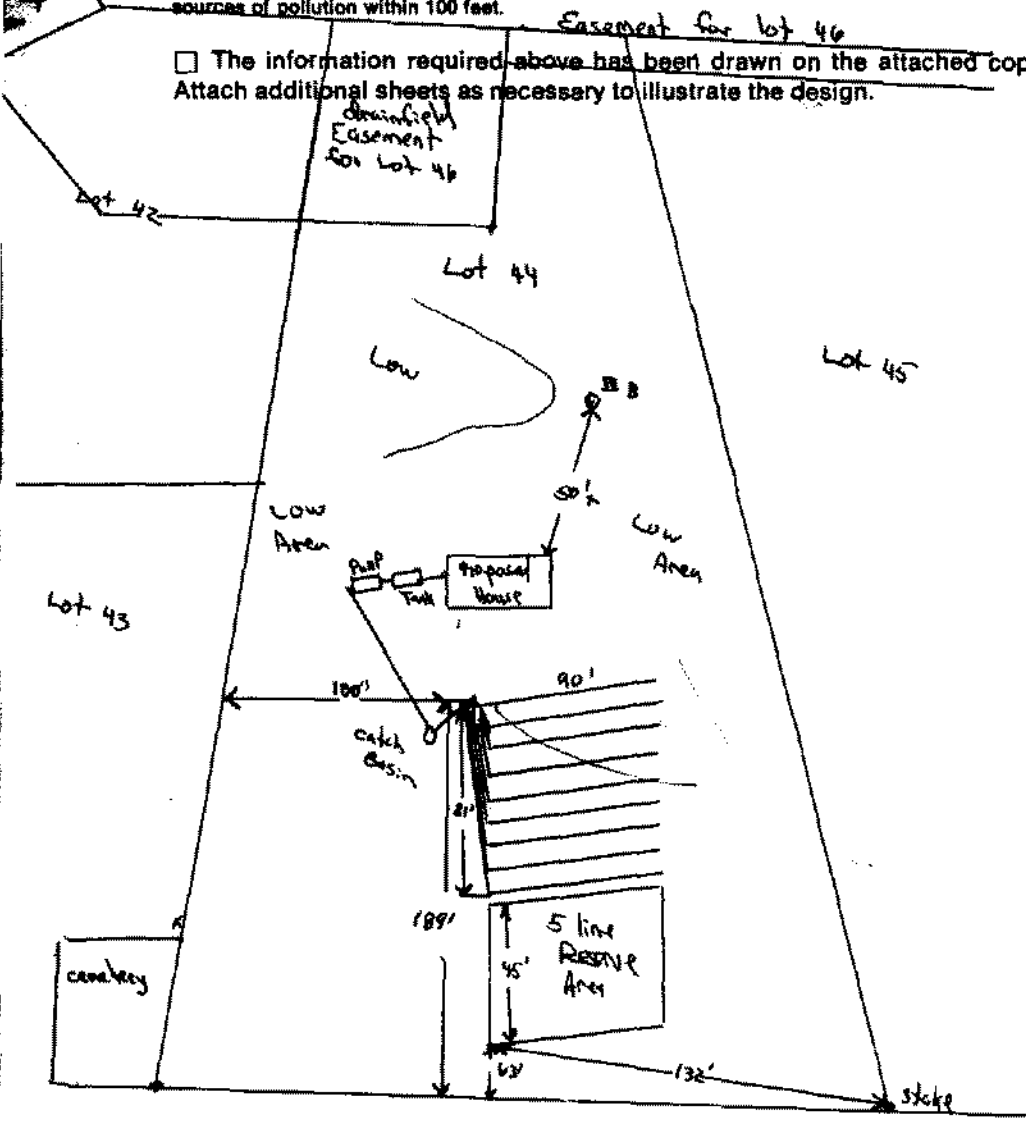 sources of pollution within 100 feet.
Easement for lot 46
☐ The information required above has been drawn on the attached cop
Attach additional sheets as necessary to illustrate the design.
drainfield
Easement
for Lot 46
Lot 42
Lot 44
Low
Lot 45
50'
Low
Area
Low
Area
Pump
Tank
Proposed
House
Lot 43
100'
90'
catch
Basin
81'
189'
5 line
Reserve
Area
45'
cemetery
63'
132'
stake